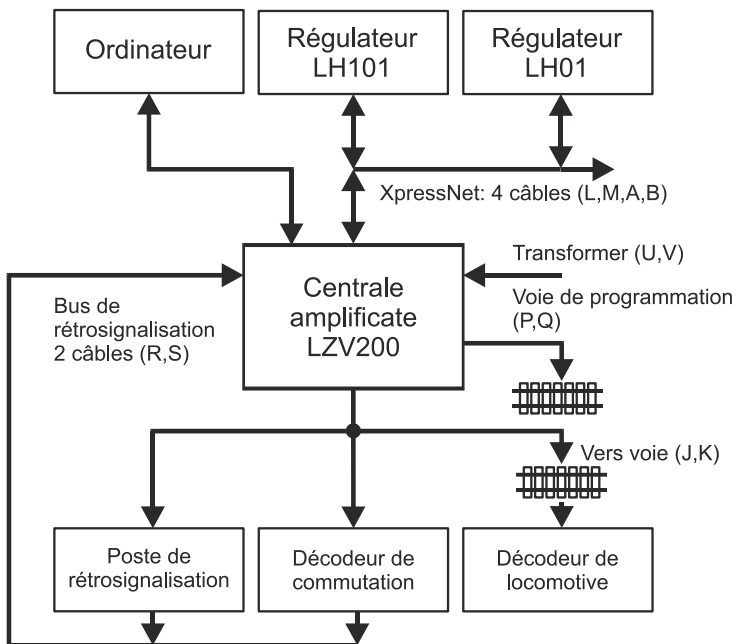 Ordinateur
Régulateur
LH101
Régulateur
LH01
XpressNet: 4 câbles (L,M,A,B)
Transformer (U,V)
Centrale
amplificate
LZV200
Bus de
rétrosignalisation
2 câbles (R,S)
Voie de programmation
(P,Q)
Vers voie (J,K)
Poste de
rétrosignalisation
Décodeur de
commutation
Décodeur de
locomotive